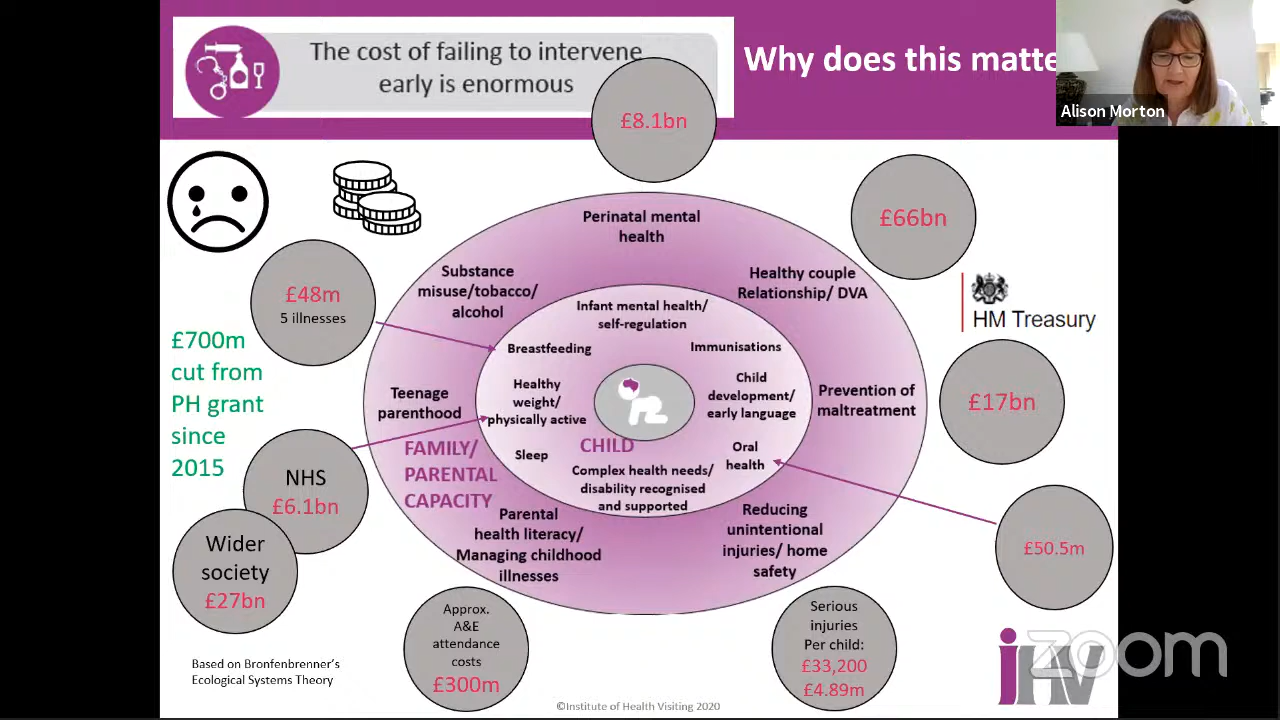 The cost of failing to intervene
early is enormous
Why does this matte
Alison Morton
£8.1bn
£66bn
Perinatal mental
health
Substance
misuse/tobacco/
alcohol
Healthy couple
Relationship/ DVA
HM Treasury
£48m
5 illnesses
Infant mental health/
self-regulation
£700m
cut from
PH grant
since
2015
Breastfeeding
Immunisations
Healthy
weight/
physically active
Child
development/
early language
Teenage
parenthood
Prevention of
maltreatment
£17bn
FAMILY/
PARENTAL
CAPACITY
CHILD
Sleep
Oral
health
Complex health needs/
disability recognised
and supported
NHS
£6.1bn
Wider
society
£27bn
Parental
health literacy/
Managing childhood
illnesses
Reducing
unintentional
injuries/ home
safety
£50.5m
Approx.
A&E
attendance
costs
£300m
Serious
injuries
Per child:
£33,200
£4.89m
Based on Bronfenbrenner's
Ecological Systems Theory
©Institute of Health Visiting 2020
iHV
zoom